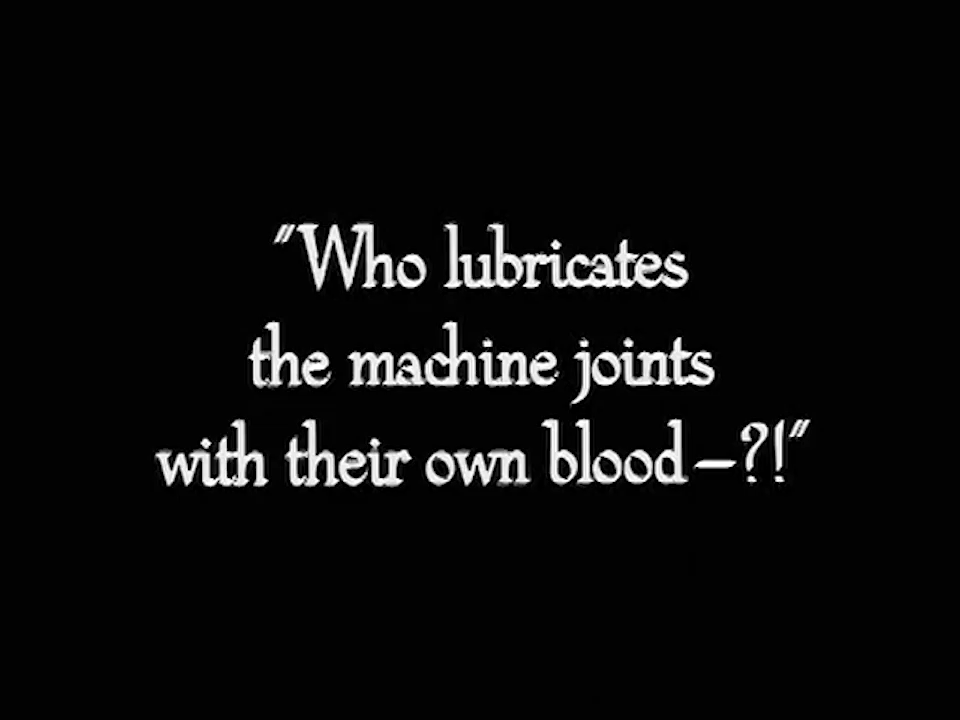 "Who lubricates
the machine joints
with their own blood—?!"